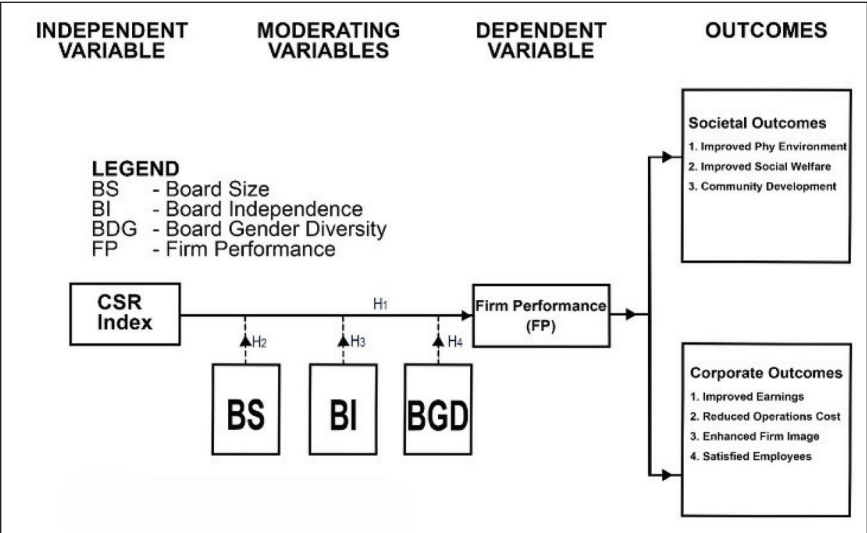 INDEPENDENT VARIABLE
MODERATING VARIABLES
DEPENDENT VARIABLE
OUTCOMES
LEGEND
BS - Board Size
BI - Board Independence
BDG - Board Gender Diversity
FP - Firm Performance
CSR Index
H1
Firm Performance
(FP)
H2
H3
H4
BS
BI
BGD
Societal Outcomes
1. Improved Phy Environment
2. Improved Social Welfare
3. Community Development
Corporate Outcomes
1. Improved Earnings
2. Reduced Operations Cost
3. Enhanced Firm Image
4. Satisfied Employees